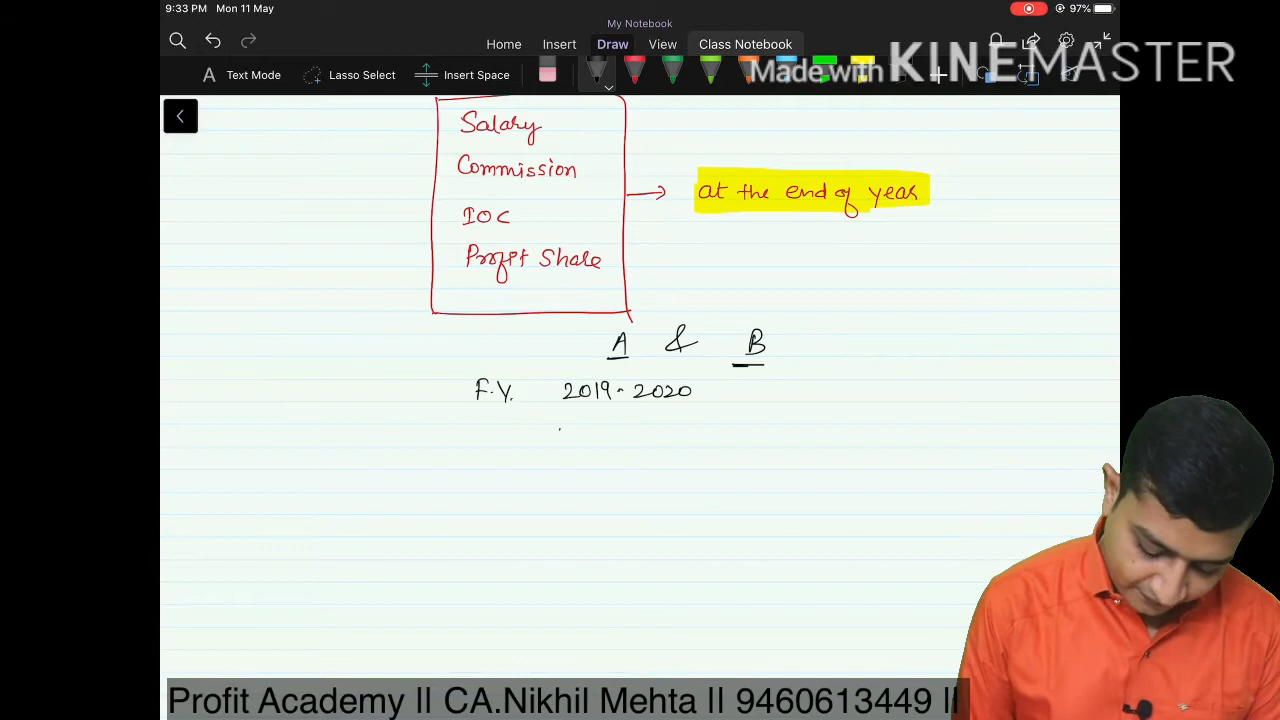 9:33 PM Mon 11 May
97%
My Notebook
Home Insert Draw View Class Notebook
Made with KINEMASTER
Text Mode Lasso Select Insert Space
Salary
Commission
at the end of year
IOC
Profit Share
A & B
F.Y. 2019-2020
Profit Academy II CA.Nikhil Mehta II 9460613449 II